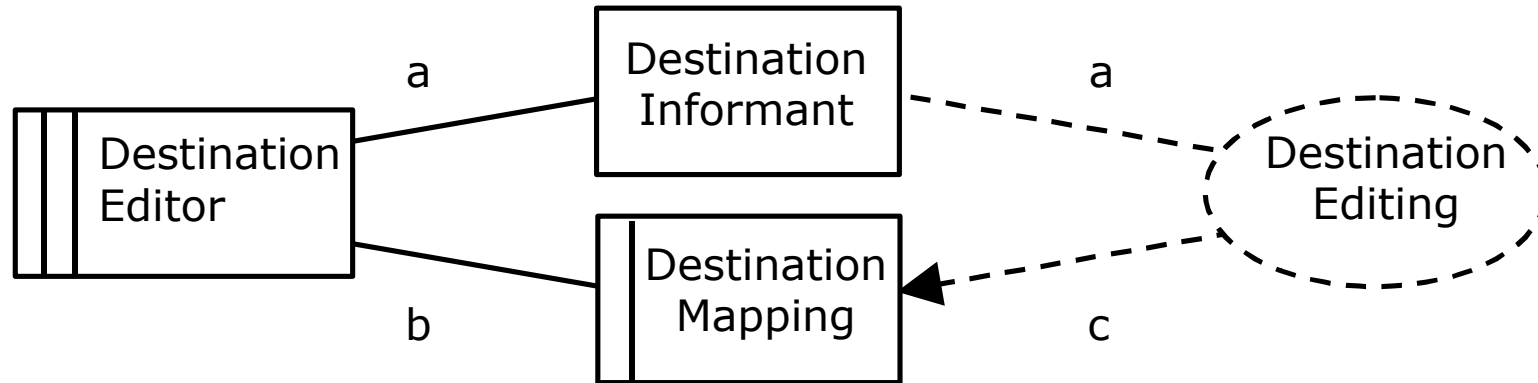 a
Destination
Informant
a
Destination
Editor
Destination
Editing
Destination
Mapping
b
c